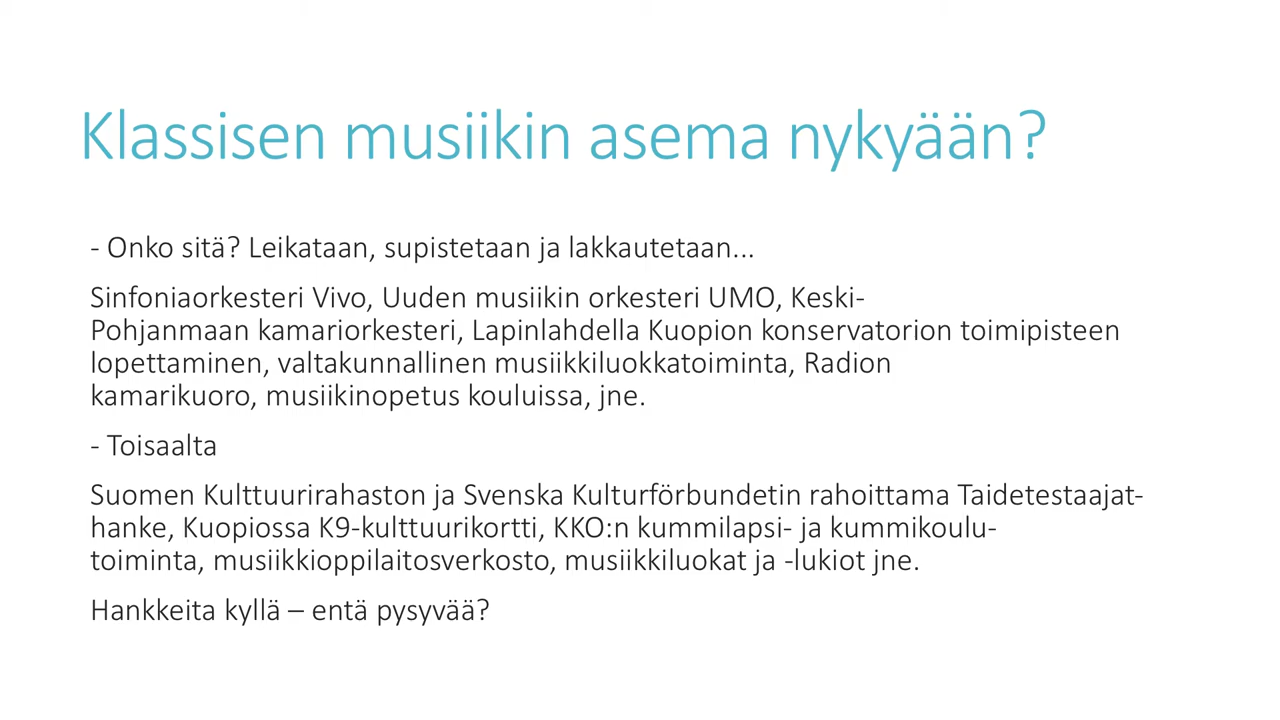 Klassisen musiikin asema nykyään?
- Onko sitä? Leikataan, supistetaan ja lakkautetaan...
Sinfoniaorkesteri Vivo, Uuden musiikin orkesteri UMO, Keski-
Pohjanmaan kamariorkesteri, Lapinlahdella Kuopion konservatorion toimipisteen
lopettaminen, valtakunnallinen musiikkiluokkatoiminta, Radion
kamarikuoro, musiikinopetus kouluissa, jne.
- Toisaalta
Suomen Kulttuurirahaston ja Svenska Kulturförbundetin rahoittama Taidetestaajat-
hanke, Kuopiossa K9-kulttuurikortti, KKO:n kummilapsi- ja kummikoulu-
toiminta, musiikkioppilaitosverkosto, musiikkiluokat ja -lukiot jne.
Hankkeita kyllä – entä pysyvää?